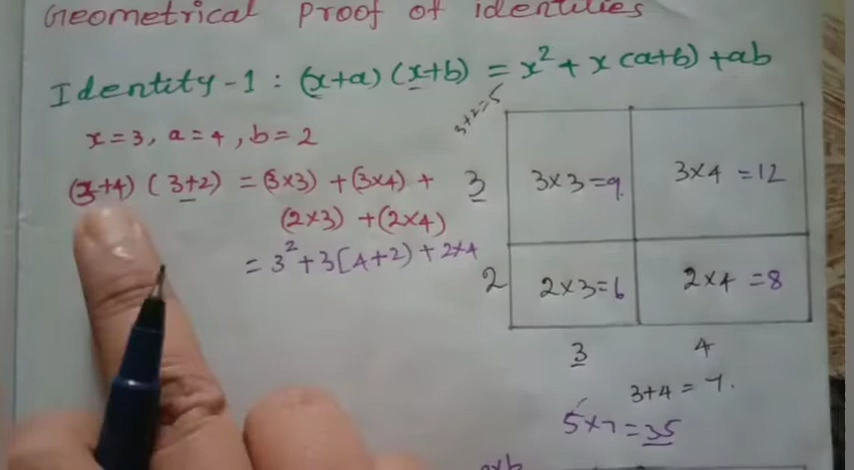 Geometrical Proof of identities
Identity-1 : (x+a) (x+b) = x² + x (a+b) + ab
x = 3, a = 4, b = 2
(3+4) (3+2) = (3x3) + (3x4) +
(2x3) + (2x4)
= 3² + 3[4+2) + 2x4
3+2=5
3
3x3=9
3x4 =12
2
2x3=6
2x4 =8
3
4
3+4 = 7.
5x7=35